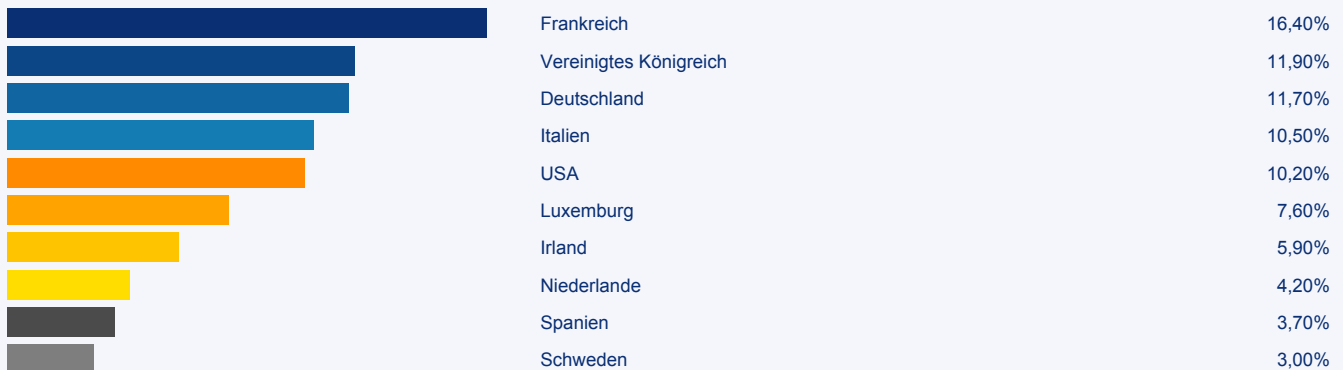 Frankreich 16,40%
Vereinigtes Königreich 11,90%
Deutschland 11,70%
Italien 10,50%
USA 10,20%
Luxemburg 7,60%
Irland 5,90%
Niederlande 4,20%
Spanien 3,70%
Schweden 3,00%